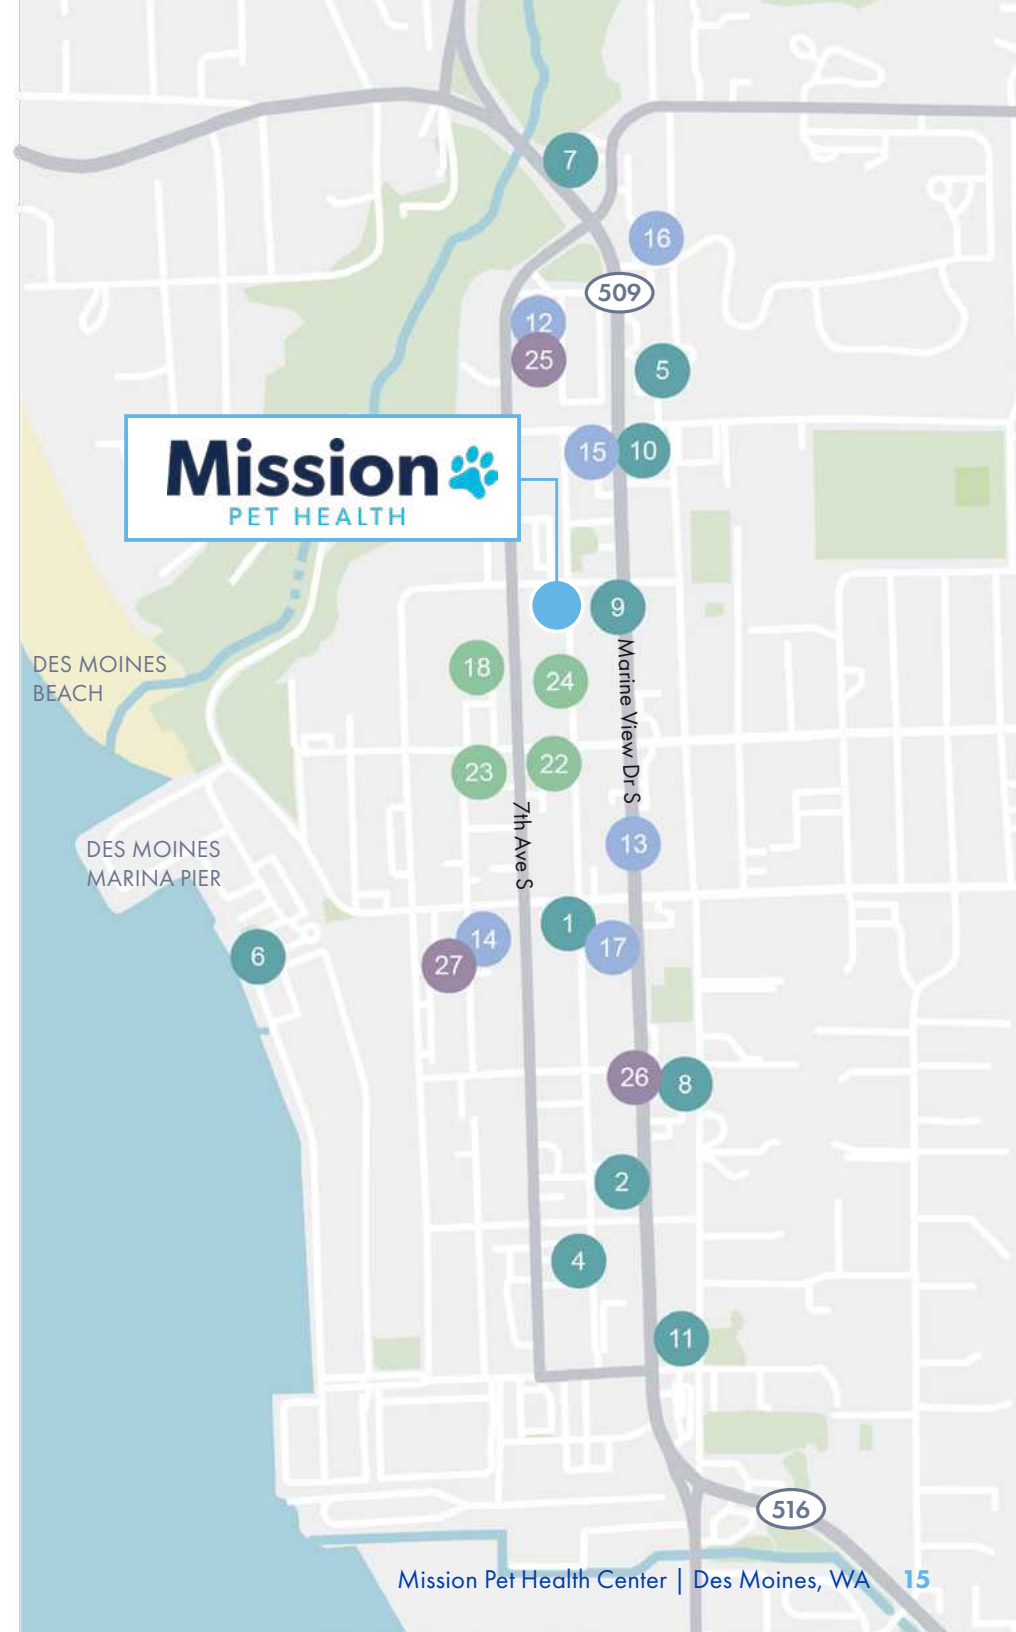 7
16
509
12
25
5
15
10
Mission
PET HEALTH
9
18
24
DES MOINES
BEACH
Marine View Dr S
23
22
7th Ave S
13
DES MOINES
MARINA PIER
1
14
17
27
6
26
8
2
4
11
516
Mission Pet Health Center | Des Moines, WA 15